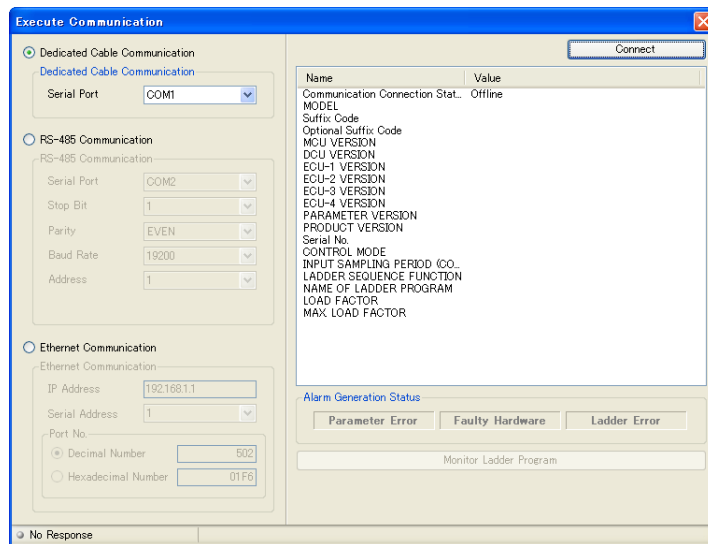 Execute Communication
Dedicated Cable Communication
Dedicated Cable Communication
Serial Port COM1
RS-485 Communication
RS-485 Communication
Serial Port COM2
Stop Bit 1
Parity EVEN
Baud Rate 19200
Address 1
Ethernet Communication
Ethernet Communication
IP Address 192.168.1.1
Serial Address 1
Port No.
Decimal Number 502
Hexadecimal Number 01F6
Connect
Name Value
Communication Connection Stat... Offline
MODEL
Suffix Code
Optional Suffix Code
MCU VERSION
DCU VERSION
ECU-1 VERSION
ECU-2 VERSION
ECU-3 VERSION
ECU-4 VERSION
PARAMETER VERSION
PRODUCT VERSION
Serial No.
CONTROL MODE
INPUT SAMPLING PERIOD (CO...
LADDER SEQUENCE FUNCTION
NAME OF LADDER PROGRAM
LOAD FACTOR
MAX. LOAD FACTOR
Alarm Generation Status
Parameter Error Faulty Hardware Ladder Error
Monitor Ladder Program
No Response